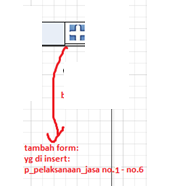 tambah form:
yg di insert:
p_pelaksanaan_jasa no.1 - no.6